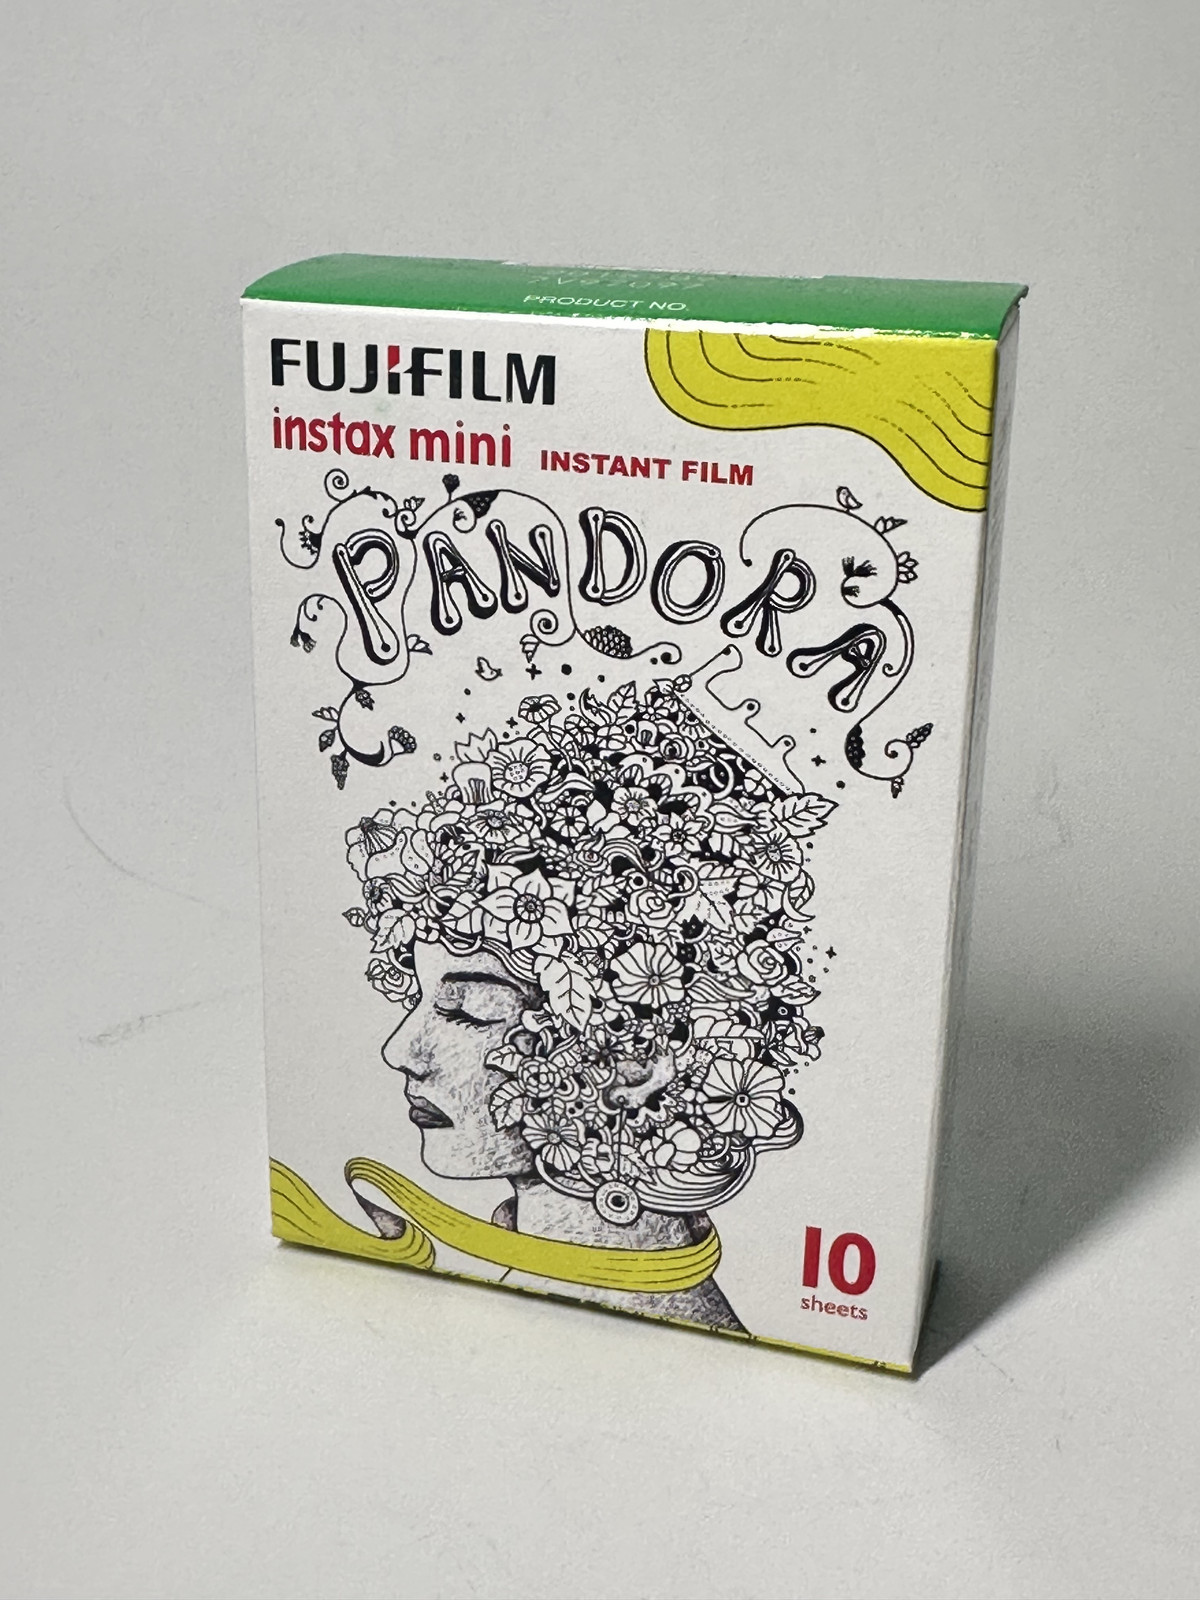 PRODUCT NO.
FUJIFILM
instax mini INSTANT FILM
PANDORA
10
sheets